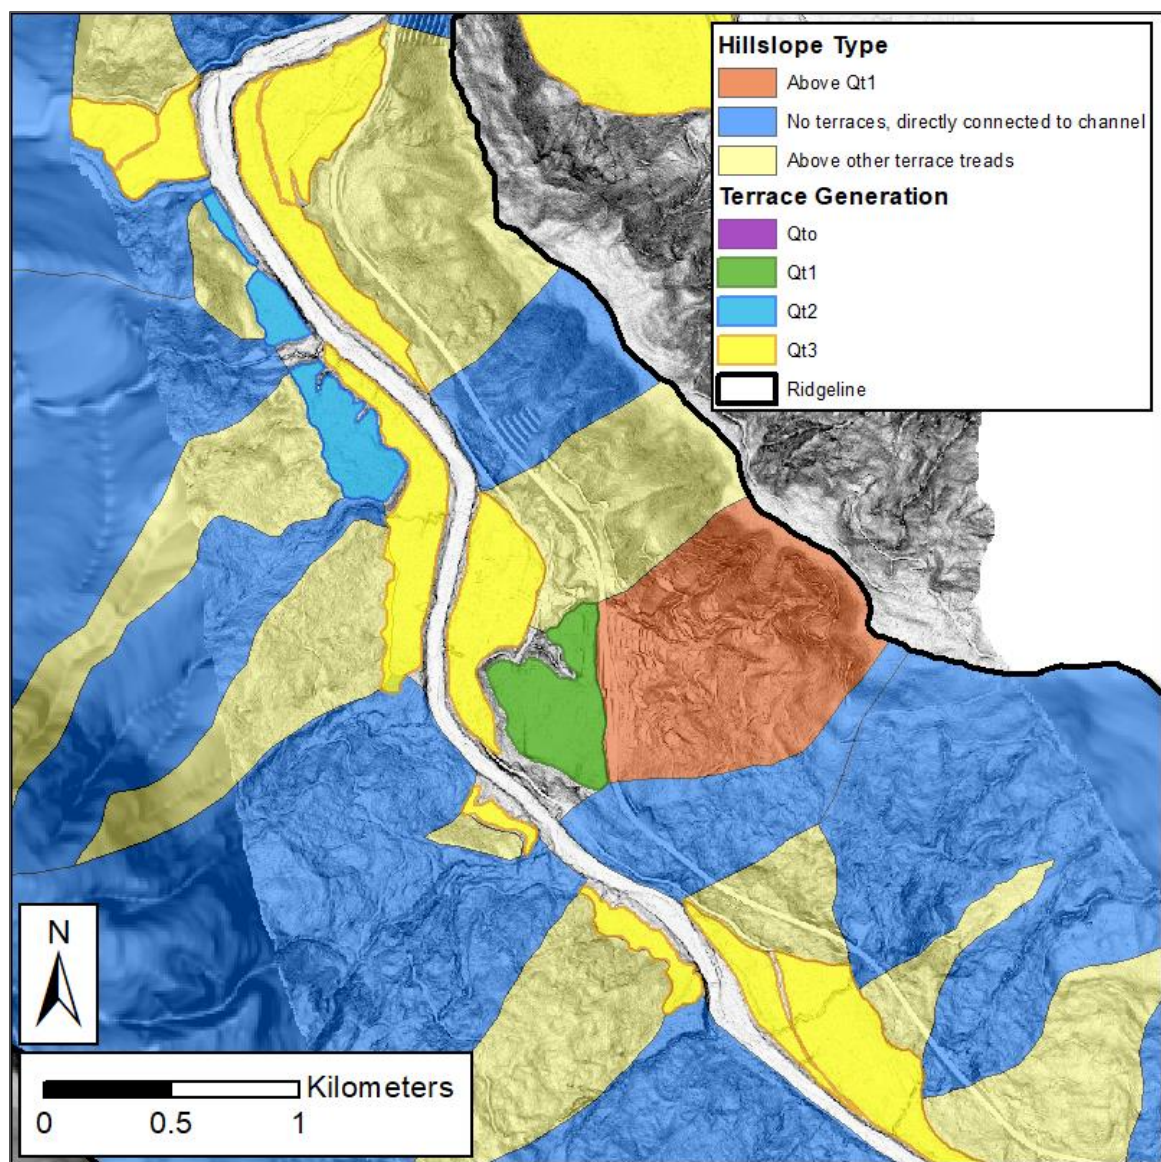 Hillslope Type
Above Qt1
No terraces, directly connected to channel
Above other terrace treads
Terrace Generation
Qto
Qt1
Qt2
Qt3
Ridgeline
N
Kilometers
0 0.5 1